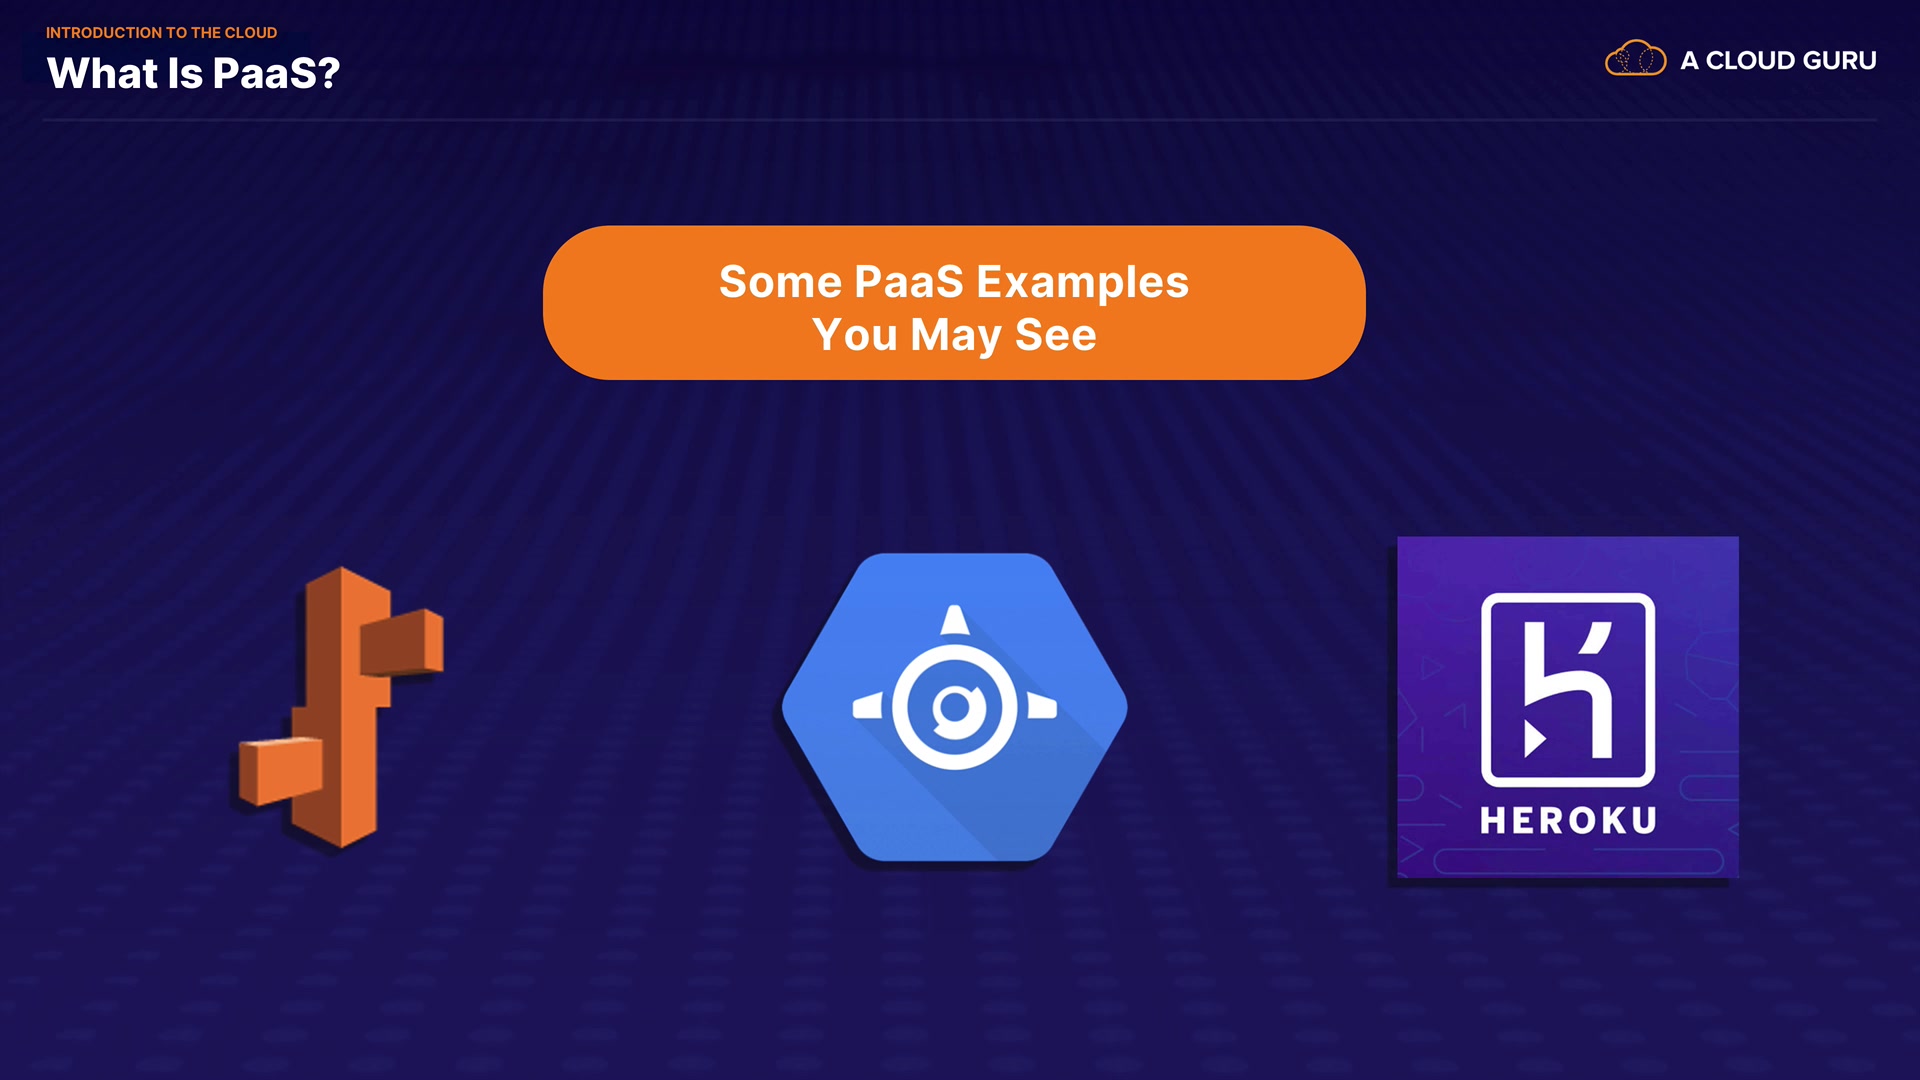 INTRODUCTION TO THE CLOUD
What Is PaaS?
A CLOUD GURU
Some PaaS Examples
You May See
HEROKU